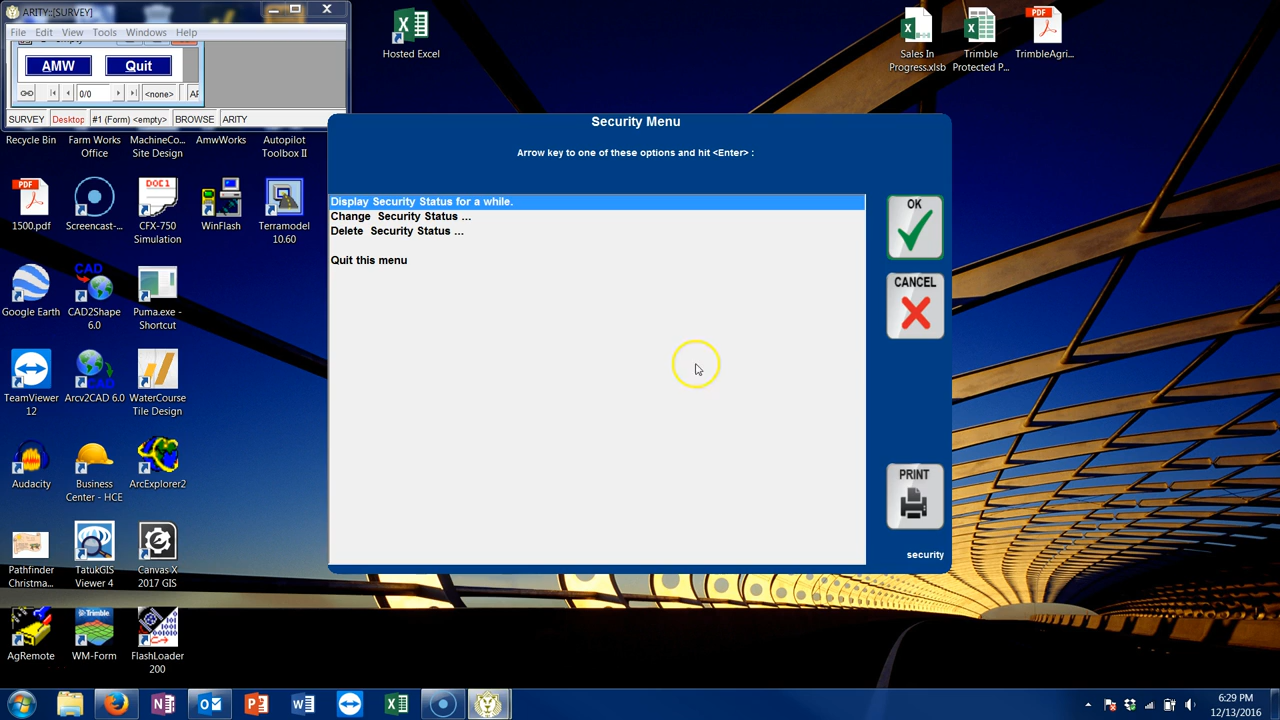 ARITY::[SURVEY]
File Edit View Tools Windows Help
AMW Quit
0/0 <none>
SURVEY Desktop #1 (Form) <empty> BROWSE ARITY
Hosted Excel
Sales In
Progress.xlsb
Trimble
Protected P...
PDF
TrimbleAgri...
Recycle Bin
Farm Works
Office
MachineCo...
Site Design
AmwWorks
Autopilot
Toolbox II
PDF
1500.pdf
Screencast-...
DOC1
CFX-750
Simulation
WinFlash
Terramodel
10.60
Google Earth
CAD
CAD2Shape
6.0
Puma.exe -
Shortcut
TeamViewer
12
CAD
Arcv2CAD 6.0
WaterCourse
Tile Design
Audacity
Business
Center - HCE
ArcExplorer2
Pathfinder
Christma...
TatukGIS
Viewer 4
Canvas X
2017 GIS
AgRemote
Trimble
WM-Form
FlashLoader
200
Security Menu
Arrow key to one of these options and hit <Enter> :
Display Security Status for a while.
Change Security Status ...
Delete Security Status ...
Quit this menu
OK
CANCEL
PRINT
security
6:29 PM
12/13/2016